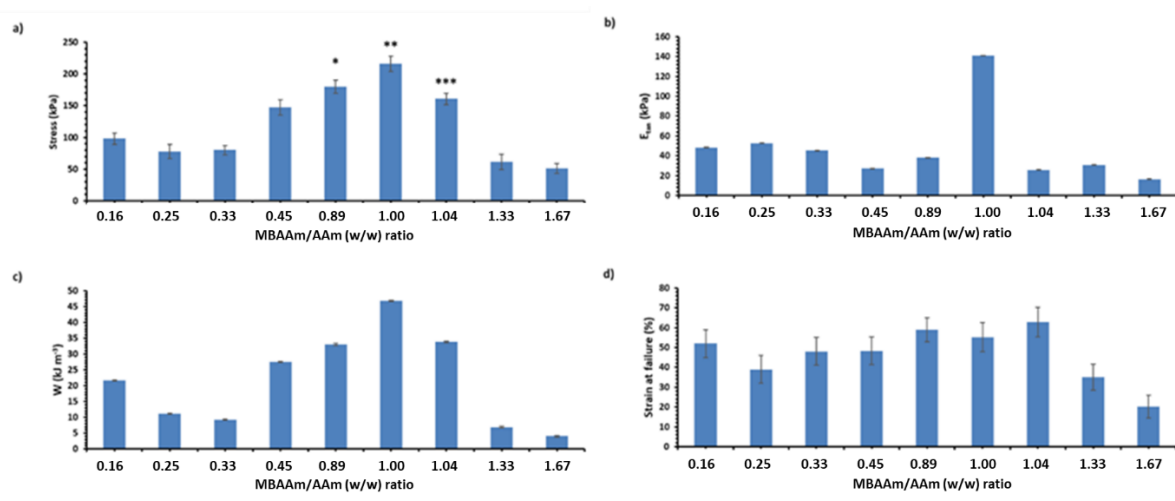 a)
Stress (kPa)
250
200
150
100
50
0
*
**
***
0.16 0.25 0.33 0.45 0.89 1.00 1.04 1.33 1.67
MBAAm/AAm (w/w) ratio
b)
E_tan (kPa)
160
140
120
100
80
60
40
20
0
0.16 0.25 0.33 0.45 0.89 1.00 1.04 1.33 1.67
MBAAm/AAm (w/w) ratio
c)
W (kJ m⁻³)
50
45
40
35
30
25
20
15
10
5
0
0.16 0.25 0.33 0.45 0.89 1.00 1.04 1.33 1.67
MBAAm/AAm (w/w) ratio
d)
Strain at failure (%)
80
70
60
50
40
30
20
10
0
0.16 0.25 0.33 0.45 0.89 1.00 1.04 1.33 1.67
MBAAm/AAm (w/w) ratio